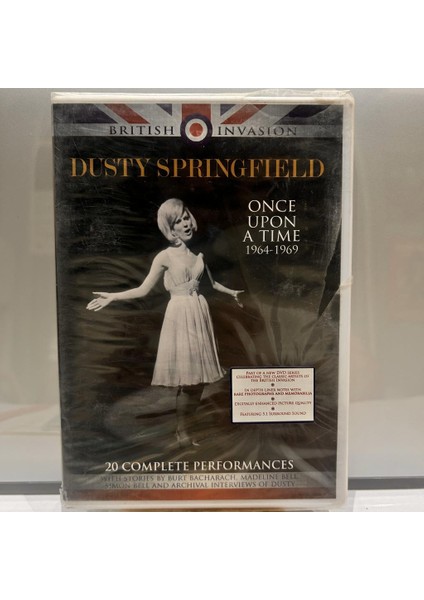 BRITISH INVASION
DUSTY SPRINGFIELD
ONCE
UPON
A TIME
1964-1969
PART OF A NEW DVD SERIES
CELEBRATING THE CLASSIC ARTISTS OF
THE BRITISH INVASION
IN-DEPTH LINER NOTES WITH
RARE PHOTOGRAPHS AND MEMORABILIA
DIGITALLY ENHANCED PICTURE QUALITY
FEATURING 5.1 SURROUND SOUND
20 COMPLETE PERFORMANCES
WITH STORIES BY BURT BACHARACH, MADELINE BELL,
SIMON BELL AND ARCHIVAL INTERVIEWS OF DUSTY